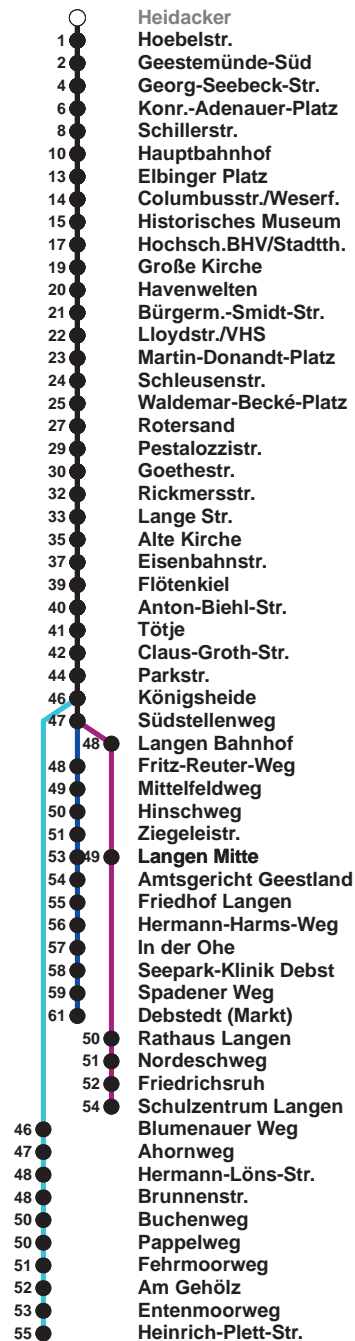 Heidacker
1 Hoebelstr.
2 Geestemünde-Süd
4 Georg-Seebeck-Str.
6 Konr.-Adenauer-Platz
8 Schillerstr.
10 Hauptbahnhof
13 Elbinger Platz
14 Columbusstr./Weserf.
15 Historisches Museum
17 Hochsch.BHV/Stadtth.
19 Große Kirche
20 Havenwelten
21 Bürgerm.-Smidt-Str.
22 Lloydstr./VHS
23 Martin-Donandt-Platz
24 Schleusenstr.
25 Waldemar-Becké-Platz
27 Rotersand
29 Pestalozzistr.
30 Goethestr.
32 Rickmersstr.
33 Lange Str.
35 Alte Kirche
37 Eisenbahnstr.
39 Flötenkiel
40 Anton-Biehl-Str.
41 Tötje
42 Claus-Groth-Str.
44 Parkstr.
46 Königsheide
47 Südstellenweg
48 Langen Bahnhof
48 Fritz-Reuter-Weg
49 Mittelfeldweg
50 Hinschweg
51 Ziegeleistr.
53 49 Langen Mitte
54 Amtsgericht Geestland
55 Friedhof Langen
56 Hermann-Harms-Weg
57 In der Ohe
58 Seepark-Klinik Debst
59 Spadener Weg
61 Debstedt (Markt)
50 Rathaus Langen
51 Nordeschweg
52 Friedrichsruh
54 Schulzentrum Langen
46 Blumenauer Weg
47 Ahornweg
48 Hermann-Löns-Str.
48 Brunnenstr.
50 Buchenweg
50 Pappelweg
51 Fehrmoorweg
52 Am Gehölz
53 Entenmoorweg
55 Heinrich-Plett-Str.